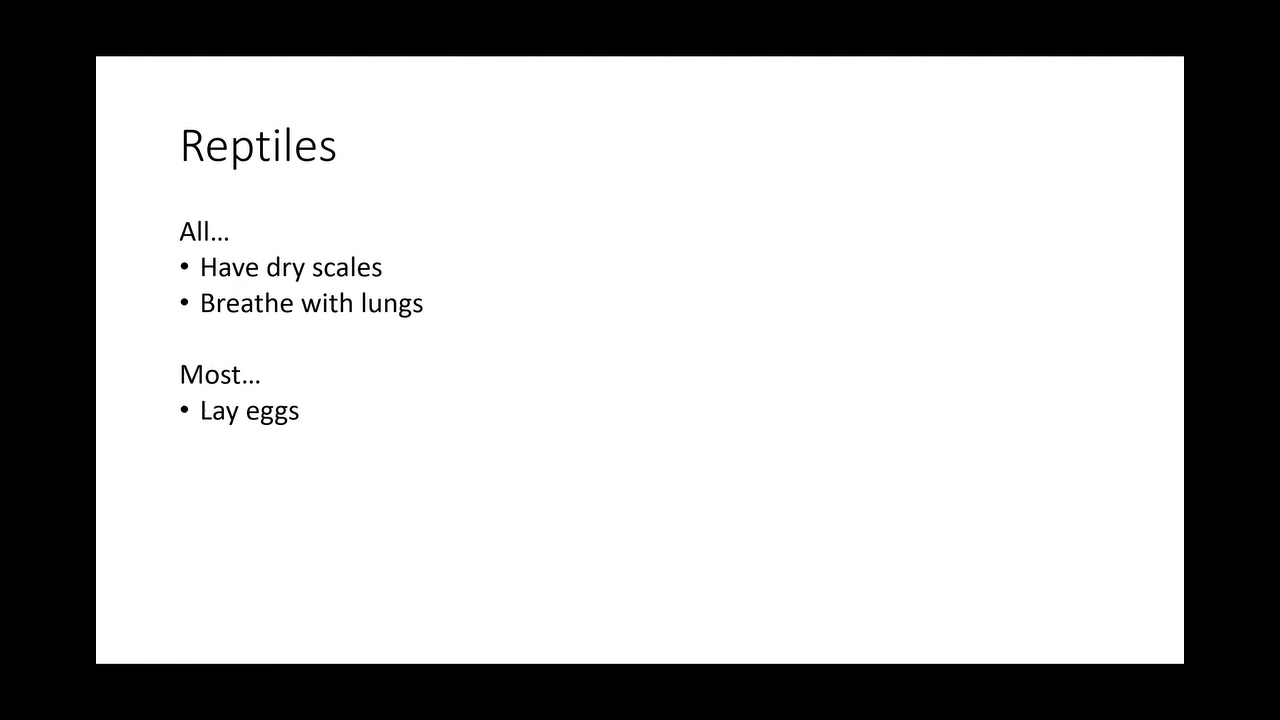 Reptiles
All…
• Have dry scales
• Breathe with lungs
Most…
• Lay eggs